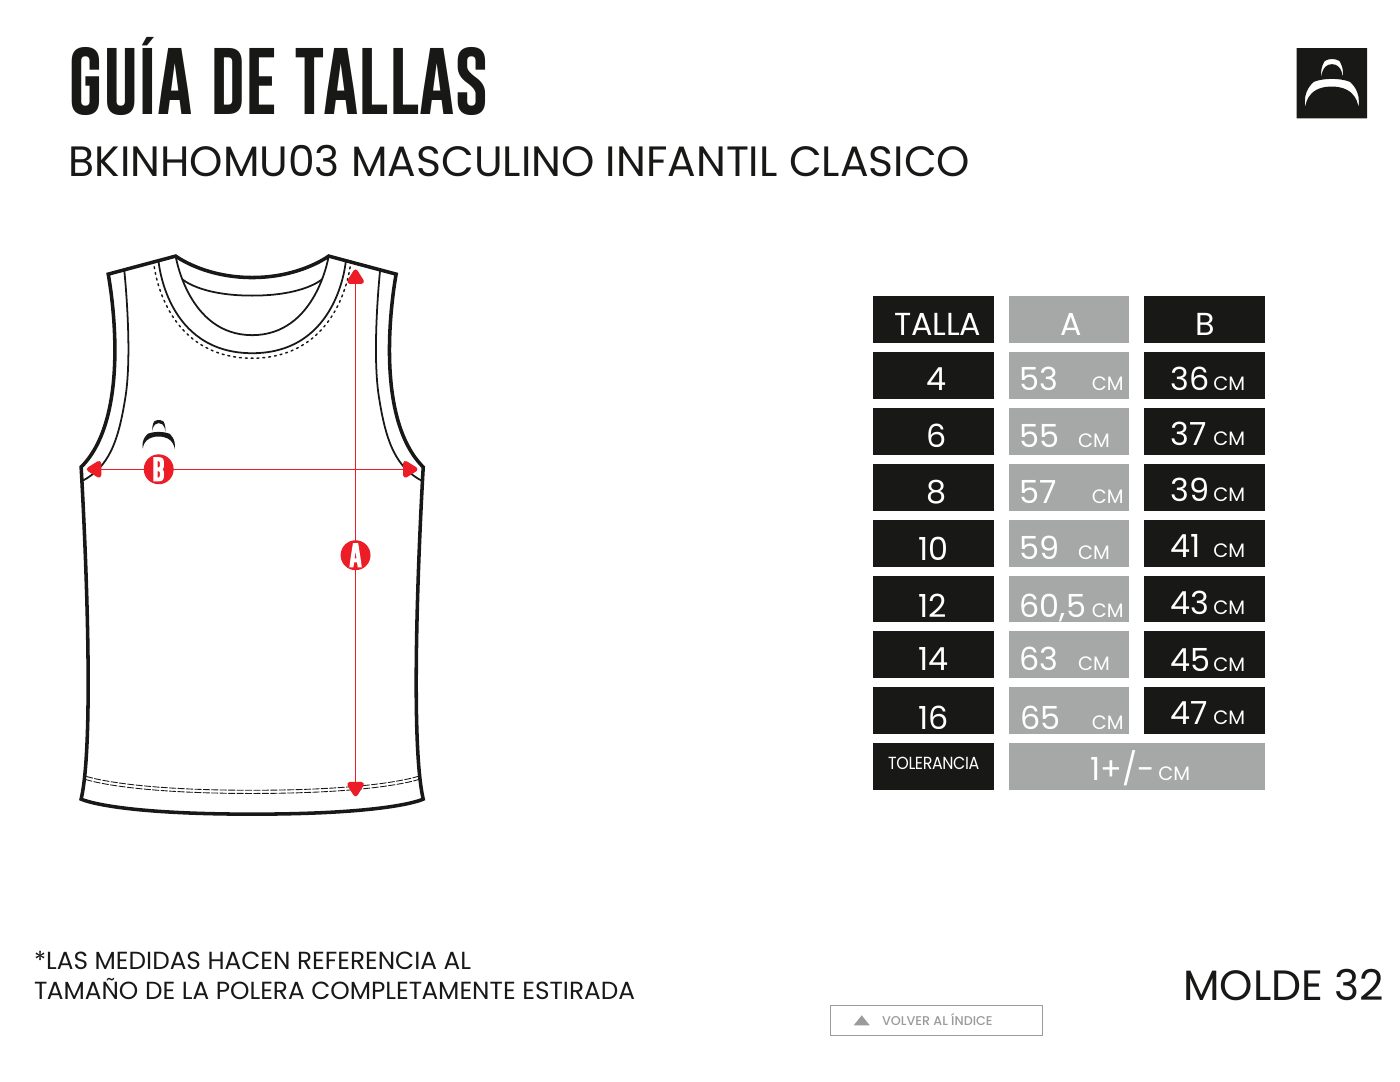 GUÍA DE TALLAS
BKINHOMU03 MASCULINO INFANTIL CLASICO
B
A
TALLA A B
4 53 CM 36 CM
6 55 CM 37 CM
8 57 CM 39 CM
10 59 CM 41 CM
12 60,5 CM 43 CM
14 63 CM 45 CM
16 65 CM 47 CM
TOLERANCIA 1+/- CM
*LAS MEDIDAS HACEN REFERENCIA AL
TAMAÑO DE LA POLERA COMPLETAMENTE ESTIRADA
MOLDE 32
VOLVER AL ÍNDICE